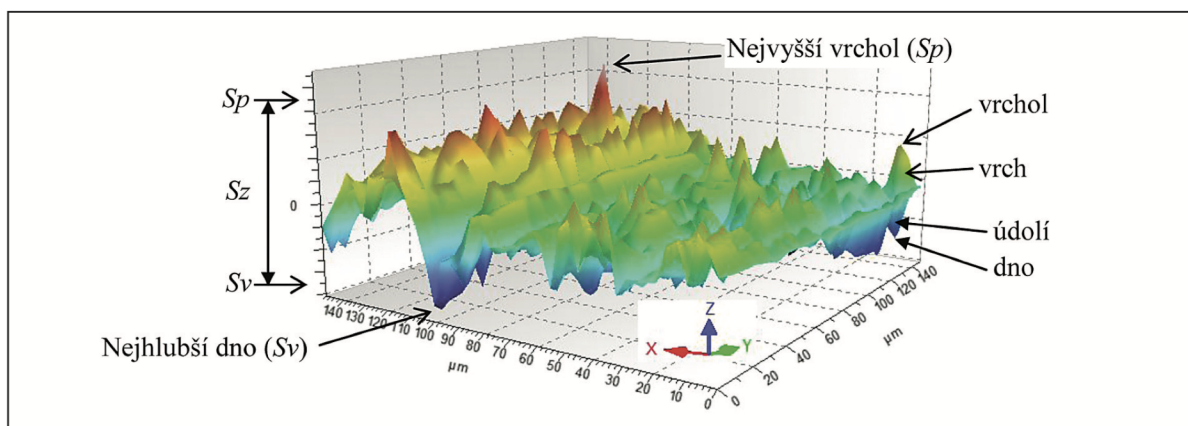 Nejvyšší vrchol (Sp)
Sp
vrchol
Sz
vrch
0
údolí
Sv
dno
Nejhlubší dno (Sv)
140 130 120 110 100 90 80 70 60 50 40 30 20 10 0
µm
0 20 40 60 80 100 120 140
µm
Z
X
Y